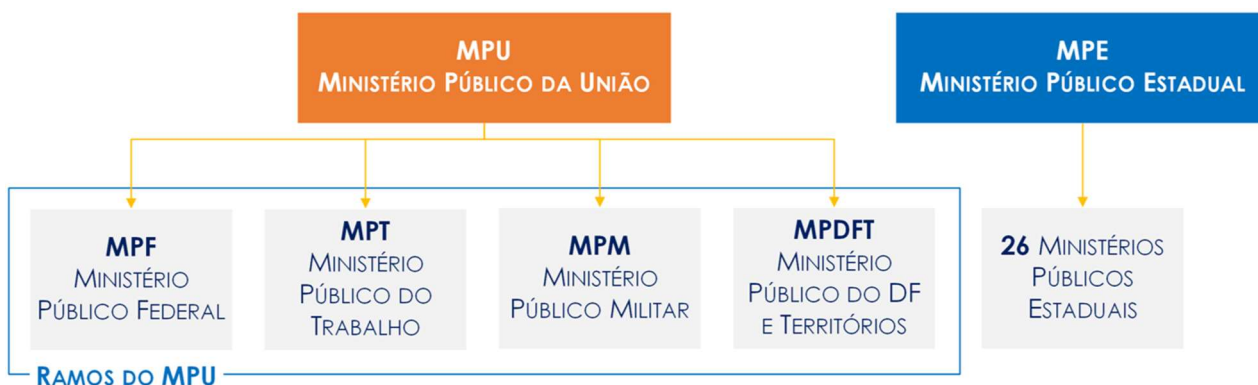 MPU
MINISTÉRIO PÚBLICO DA UNIÃO
MPE
MINISTÉRIO PÚBLICO ESTADUAL
MPF
MINISTÉRIO
PÚBLICO FEDERAL
MPT
MINISTÉRIO
PÚBLICO DO
TRABALHO
MPM
MINISTÉRIO
PÚBLICO MILITAR
MPDFT
MINISTÉRIO
PÚBLICO DO DF
E TERRITÓRIOS
26 MINISTÉRIOS
PÚBLICOS
ESTADUAIS
RAMOS DO MPU